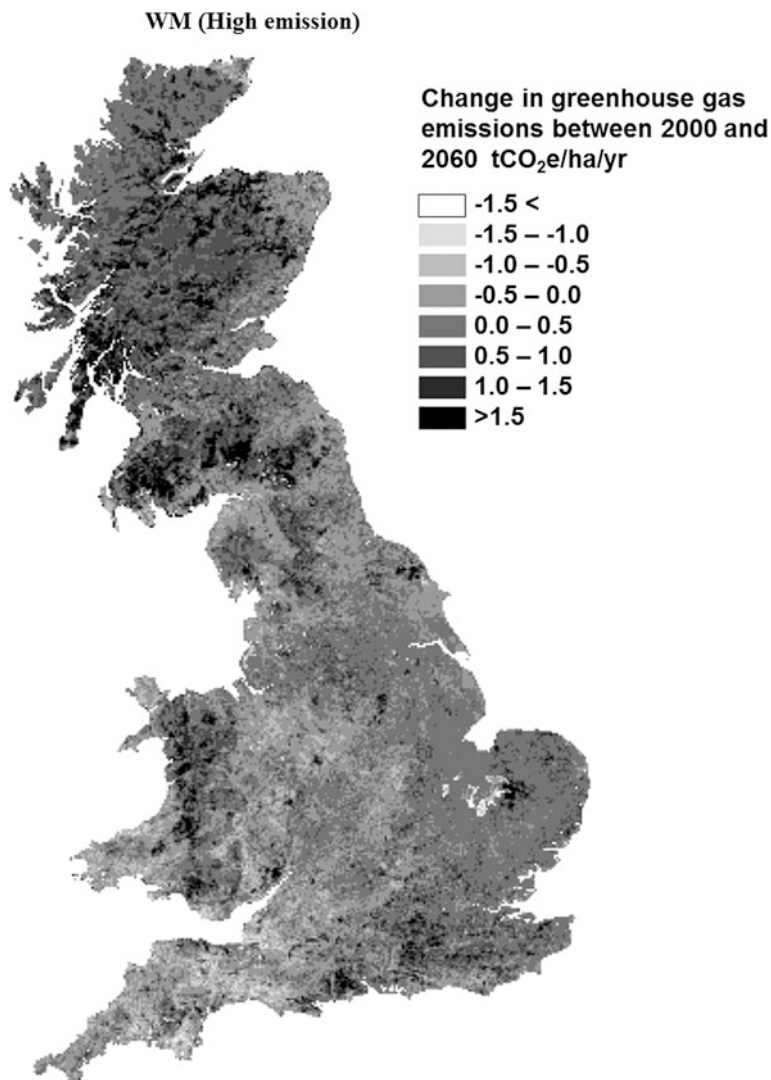 WM (High emission)
Change in greenhouse gas
emissions between 2000 and
2060 tCO₂e/ha/yr
-1.5 <
-1.5 – -1.0
-1.0 – -0.5
-0.5 – 0.0
0.0 – 0.5
0.5 – 1.0
1.0 – 1.5
>1.5